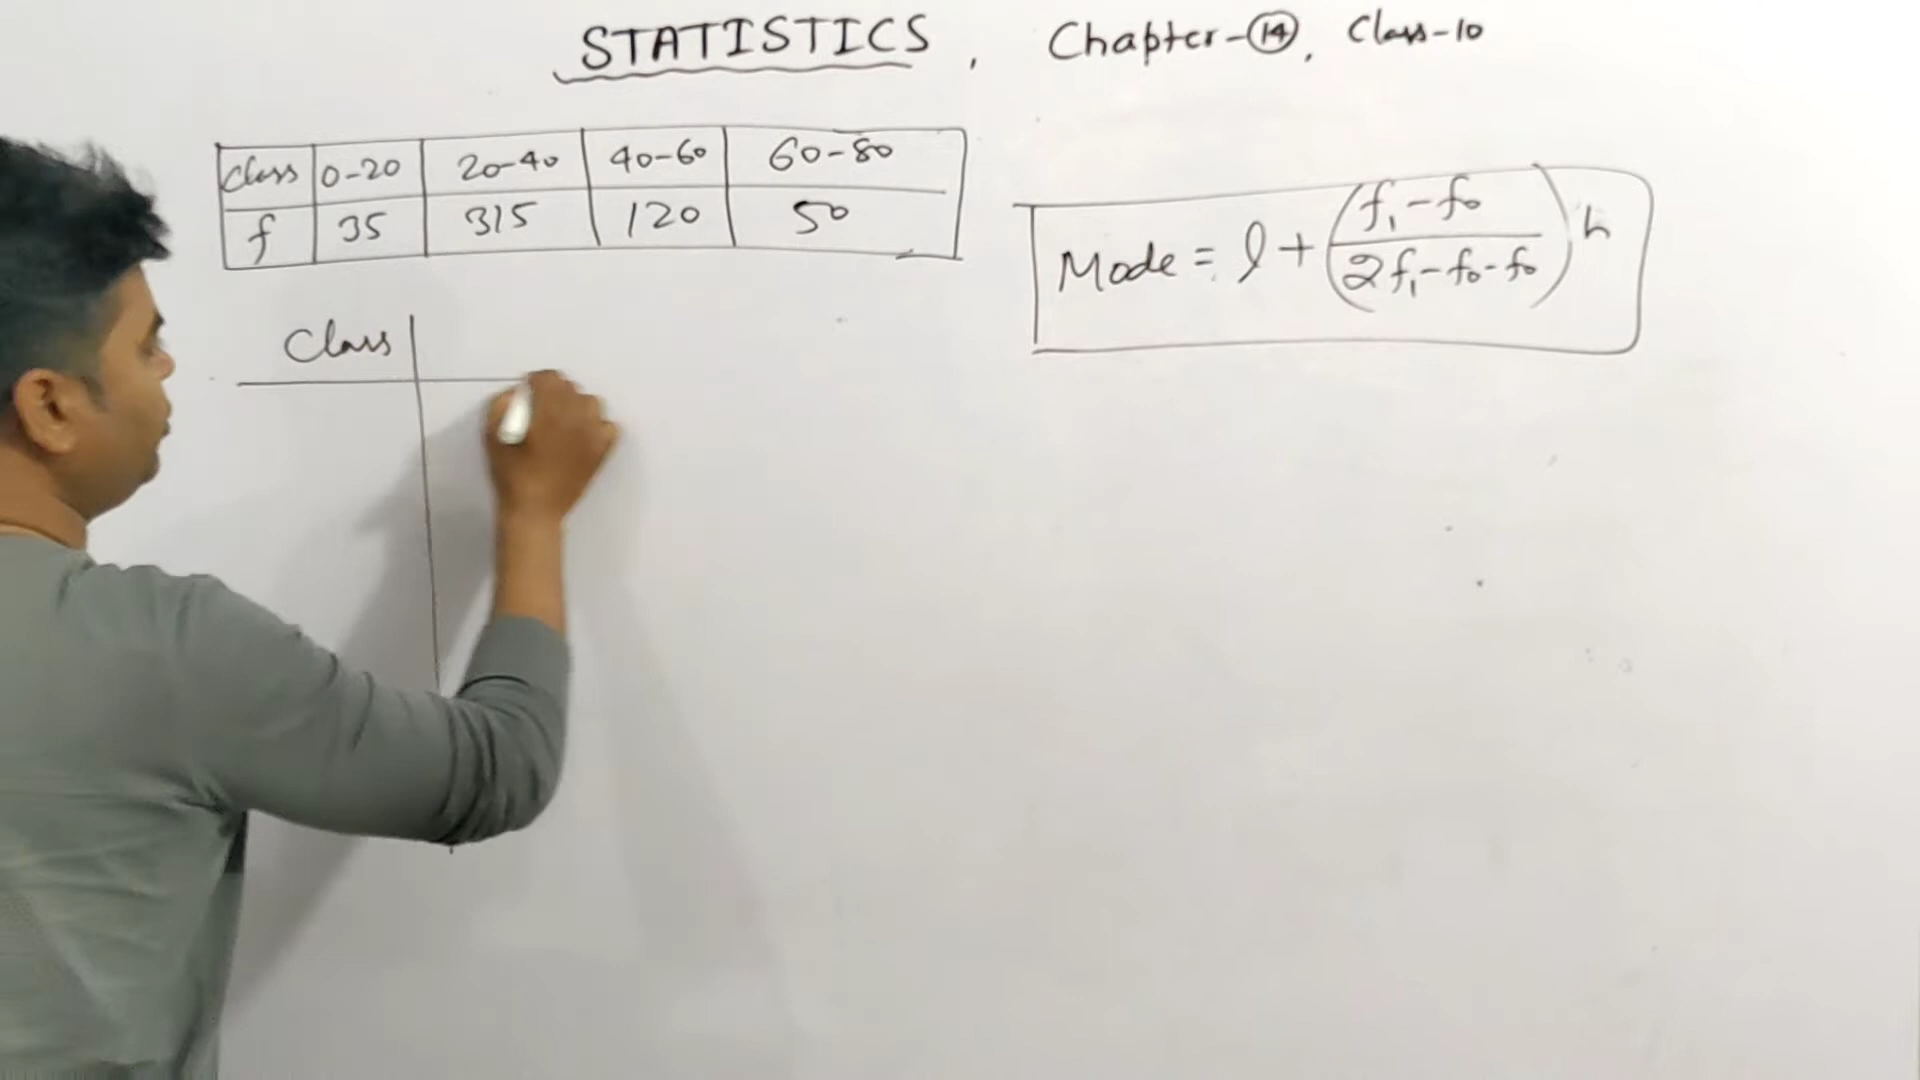 STATISTICS, Chapter-14, Class-10
Class 0-20 20-40 40-60 60-80
f 35 315 120 50
Mode = l + (f₁-f₀ / 2f₁-f₀-f₀) h
Class